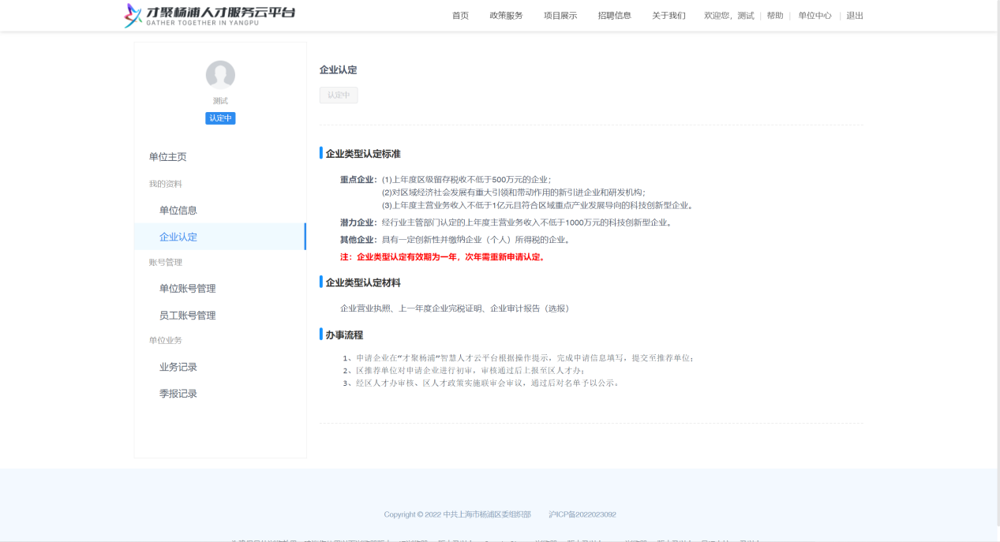 才聚杨浦人才服务云平台
GATHER TOGETHER IN YANGPU
首页 政策服务 项目展示 招聘信息 关于我们 欢迎您，测试 | 帮助 | 单位中心 | 退出
测试
认定中
单位主页
我的资料
单位信息
企业认定
账号管理
单位账号管理
员工账号管理
单位业务
业务记录
季报记录
企业认定
认定中
企业类型认定标准
重点企业：(1)上年度区级留存税收不低于500万元的企业；
(2)对区域经济社会发展有重大引领和带动作用的新引进企业和研发机构；
(3)上年度主营业务收入不低于1亿元且符合区域重点产业发展导向的科技创新型企业。
潜力企业：经行业主管部门认定的上年度主营业务收入不低于1000万元的科技创新型企业。
其他企业：具有一定创新性并缴纳企业（个人）所得税的企业。
注：企业类型认定有效期为一年，次年需重新申请认定。
企业类型认定材料
企业营业执照、上一年度企业完税证明、企业审计报告（选报）
办事流程
1、申请企业在“才聚杨浦”智慧人才云平台根据操作提示，完成申请信息填写，提交至推荐单位；
2、区推荐单位对申请企业进行初审，审核通过后上报至区人才办；
3、经区人才办审核、区人才政策实施联审会审议，通过后对名单予以公示。
Copyright © 2022 中共上海市杨浦区委组织部 沪ICP备2022023092